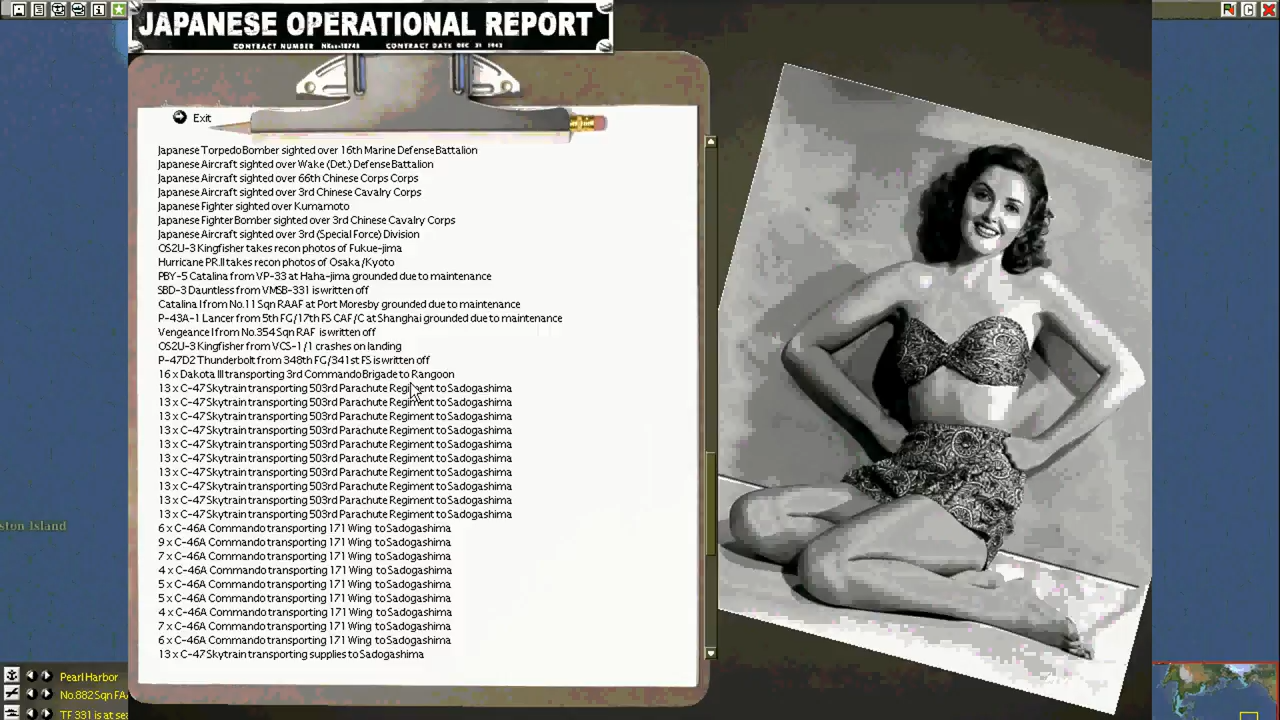 JAPANESE OPERATIONAL REPORT
CONTRACT DATE DEC 31 1943
Exit
Japanese Torpedo Bomber sighted over 16th Marine Defense Battalion
Japanese Aircraft sighted over Wake (Det.) Defense Battalion
Japanese Aircraft sighted over 66th Chinese Corps Corps
Japanese Aircraft sighted over 3rd Chinese Cavalry Corps
Japanese Fighter sighted over Kumamoto
Japanese Fighter Bomber sighted over 3rd Chinese Cavalry Corps
Japanese Aircraft sighted over 3rd (Special Force) Division
OS2U-3 Kingfisher takes recon photos of Fukue-jima
Hurricane PR.II takes recon photos of Osaka/Kyoto
PBY-5 Catalina from VP-33 at Haha-jima grounded due to maintenance
SBD-3 Dauntless from VMSB-331 is written off
Catalina I from No.11 Sqn RAAF at Port Moresby grounded due to maintenance
P-43A-1 Lancer from 5th FG/17th FS CAF/C at Shanghai grounded due to maintenance
Vengeance I from No.354 Sqn RAF is written off
OS2U-3 Kingfisher from VCS-1/1 crashes on landing
P-47D2 Thunderbolt from 348th FG/341st FS is written off
16 x Dakota III transporting 3rd Commando Brigade to Rangoon
13 x C-47 Skytrain transporting 503rd Parachute Regiment to Sadogashima
13 x C-47 Skytrain transporting 503rd Parachute Regiment to Sadogashima
13 x C-47 Skytrain transporting 503rd Parachute Regiment to Sadogashima
13 x C-47 Skytrain transporting 503rd Parachute Regiment to Sadogashima
13 x C-47 Skytrain transporting 503rd Parachute Regiment to Sadogashima
13 x C-47 Skytrain transporting 503rd Parachute Regiment to Sadogashima
13 x C-47 Skytrain transporting 503rd Parachute Regiment to Sadogashima
13 x C-47 Skytrain transporting 503rd Parachute Regiment to Sadogashima
13 x C-47 Skytrain transporting 503rd Parachute Regiment to Sadogashima
13 x C-47 Skytrain transporting 503rd Parachute Regiment to Sadogashima
6 x C-46A Commando transporting 171 Wing to Sadogashima
9 x C-46A Commando transporting 171 Wing to Sadogashima
7 x C-46A Commando transporting 171 Wing to Sadogashima
4 x C-46A Commando transporting 171 Wing to Sadogashima
5 x C-46A Commando transporting 171 Wing to Sadogashima
5 x C-46A Commando transporting 171 Wing to Sadogashima
4 x C-46A Commando transporting 171 Wing to Sadogashima
7 x C-46A Commando transporting 171 Wing to Sadogashima
6 x C-46A Commando transporting 171 Wing to Sadogashima
13 x C-47 Skytrain transporting supplies to Sadogashima
ston Island
Pearl Harbor
No.882 Sqn FAA
TF 331 is at sea